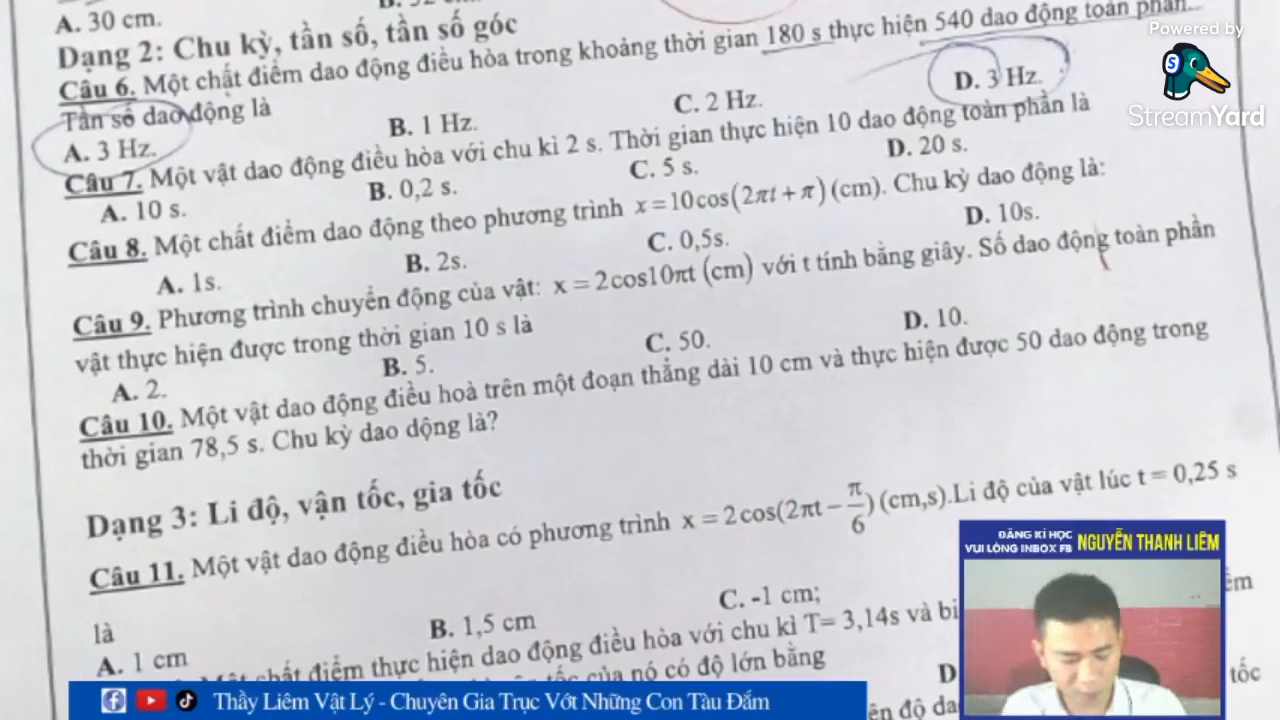 A. 30 cm.
Dạng 2: Chu kỳ, tần số, tần số góc
Câu 6. Một chất điểm dao động điều hòa trong khoảng thời gian 180 s thực hiện 540 dao động toàn phần.
Tần số dao động là
A. 3 Hz. B. 1 Hz. C. 2 Hz. D. 3 Hz.
Câu 7. Một vật dao động điều hòa với chu kì 2 s. Thời gian thực hiện 10 dao động toàn phần là
A. 10 s. B. 0,2 s. C. 5 s. D. 20 s.
Câu 8. Một chất điểm dao động theo phương trình x = 10cos(2πt + π) (cm). Chu kỳ dao động là:
A. 1s. B. 2s. C. 0,5s. D. 10s.
Câu 9. Phương trình chuyển động của vật: x = 2cos10πt (cm) với t tính bằng giây. Số dao động toàn phần
vật thực hiện được trong thời gian 10 s là
A. 2. B. 5. C. 50. D. 10.
Câu 10. Một vật dao động điều hoà trên một đoạn thẳng dài 10 cm và thực hiện được 50 dao động trong
thời gian 78,5 s. Chu kỳ dao dộng là?
Dạng 3: Li độ, vận tốc, gia tốc
Câu 11. Một vật dao động điều hòa có phương trình x = 2cos(2πt − π/6) (cm,s).Li độ của vật lúc t = 0,25 s
là
A. 1 cm B. 1,5 cm C. -1 cm;
chất điểm thực hiện dao động điều hòa với chu kì T= 3,14s và
của nó có độ lớn bằng
D
tốc
độ
Powered by
StreamYard
ĐĂNG KÍ HỌC
VUI LÒNG INBOX FB
NGUYỄN THANH LIÊM
Thầy Liêm Vật Lý - Chuyên Gia Trục Vớt Những Con Tàu Đắm